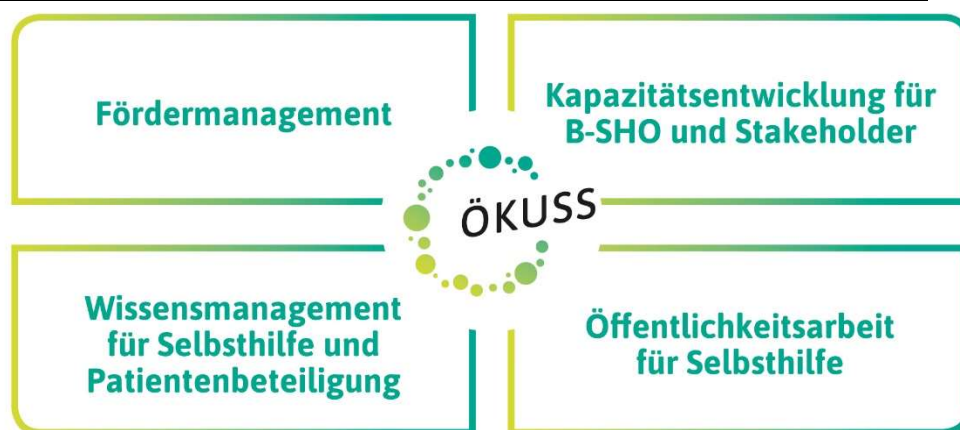 Fördermanagement
Kapazitätsentwicklung für
B-SHO und Stakeholder
ÖKUSS
Wissensmanagement
für Selbsthilfe und
Patientenbeteiligung
Öffentlichkeitsarbeit
für Selbsthilfe